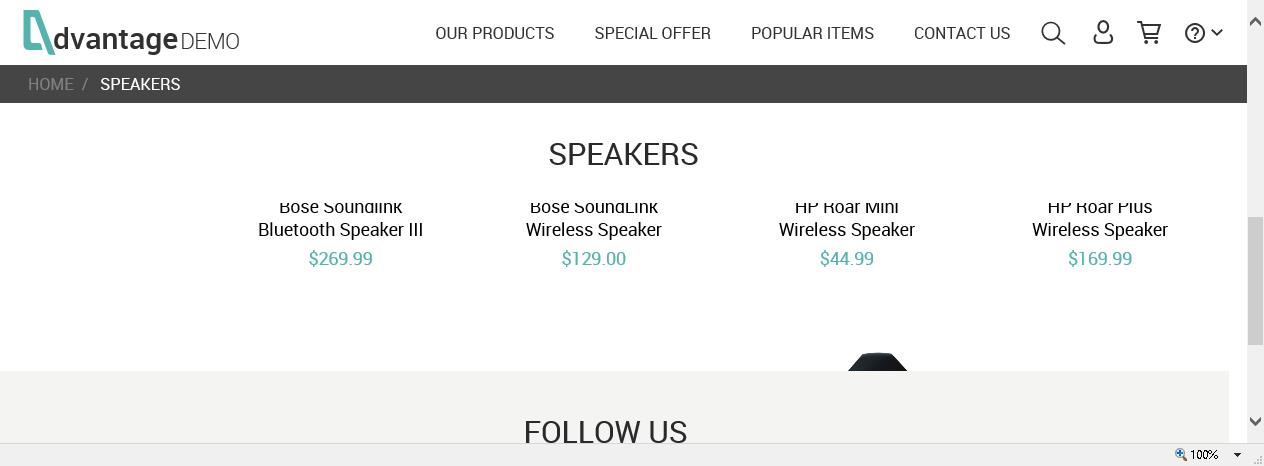 Advantage DEMO
OUR PRODUCTS SPECIAL OFFER POPULAR ITEMS CONTACT US
HOME / SPEAKERS
SPEAKERS
Bose Soundlink Bose SoundLink HP Roar Mini HP Roar Plus
Bluetooth Speaker III Wireless Speaker Wireless Speaker Wireless Speaker
$269.99 $129.00 $44.99 $169.99
FOLLOW US
100%